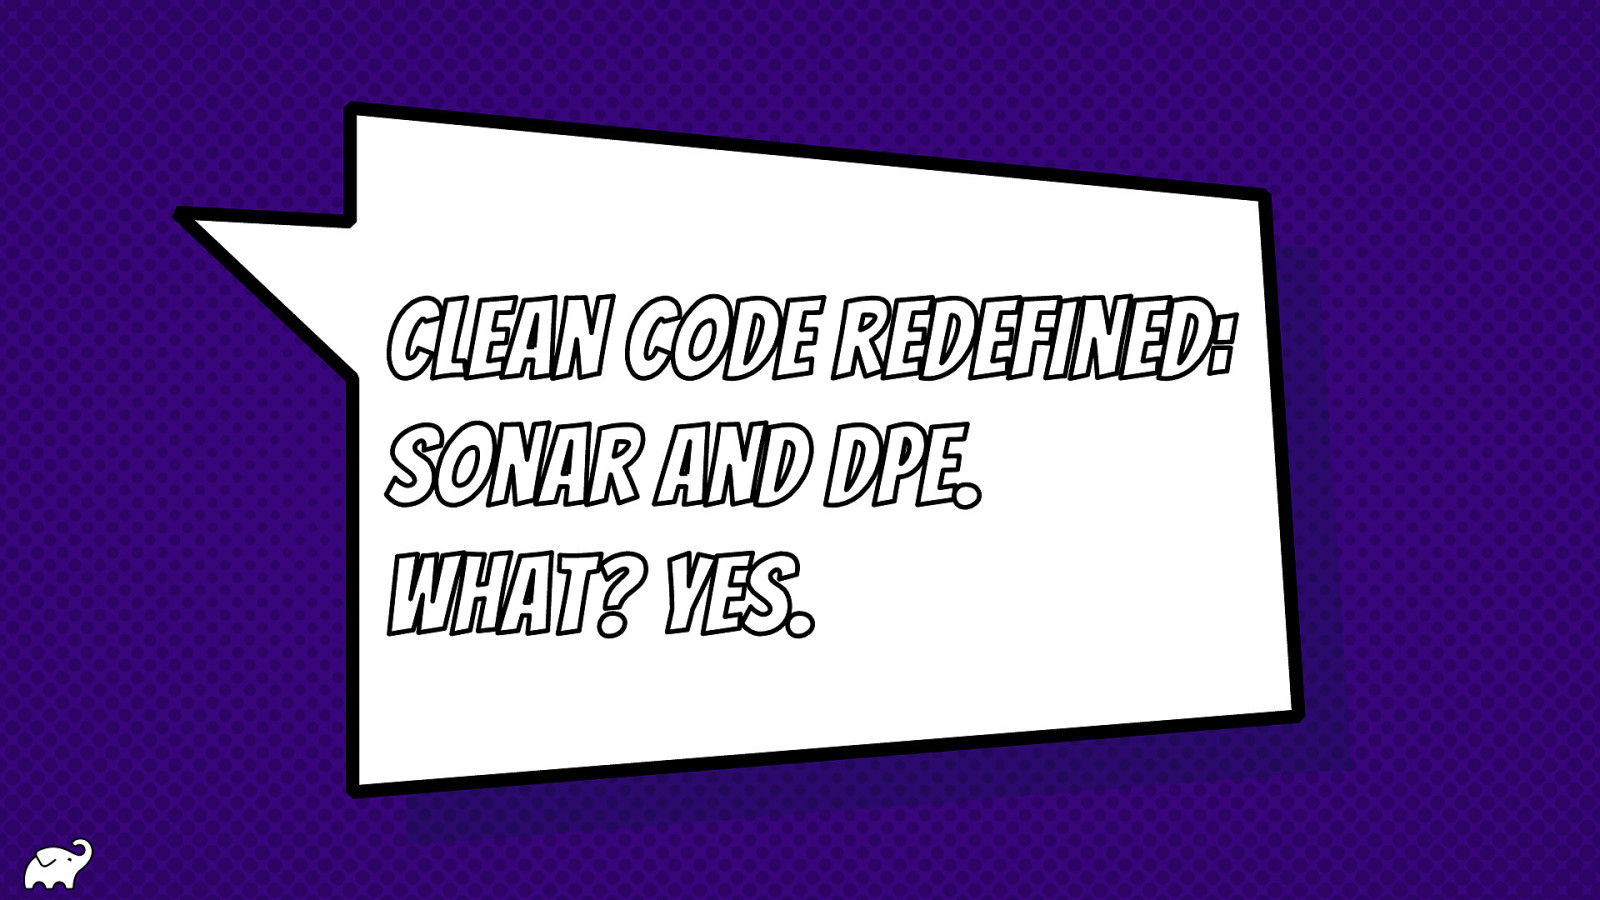 CLEAN CODE REDEFINED:
SONAR AND DPE.
WHAT? YES.